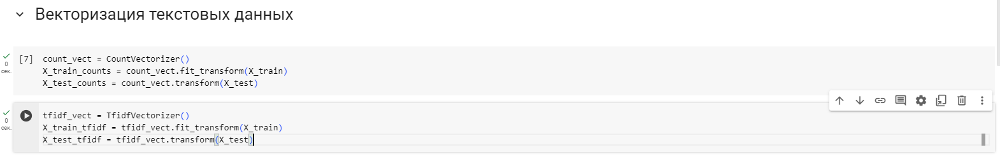 Векторизация текстовых данных
[7] count_vect = CountVectorizer()
X_train_counts = count_vect.fit_transform(X_train)
X_test_counts = count_vect.transform(X_test)
0
сек.
tfidf_vect = TfidfVectorizer()
X_train_tfidf = tfidf_vect.fit_transform(X_train)
X_test_tfidf = tfidf_vect.transform(X_test)
0
сек.